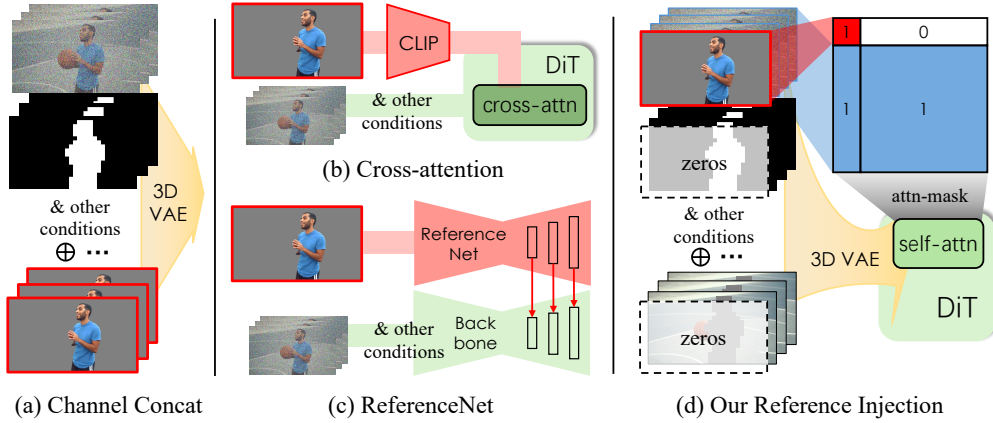 & other
conditions
⊕ ...
3D
VAE
(a) Channel Concat
CLIP
DiT
cross-attn
& other
conditions
(b) Cross-attention
Reference
Net
& other
conditions
Back
bone
(c) ReferenceNet
1
0
1
1
zeros
attn-mask
& other
conditions
⊕ ...
3D VAE
self-attn
DiT
zeros
(d) Our Reference Injection